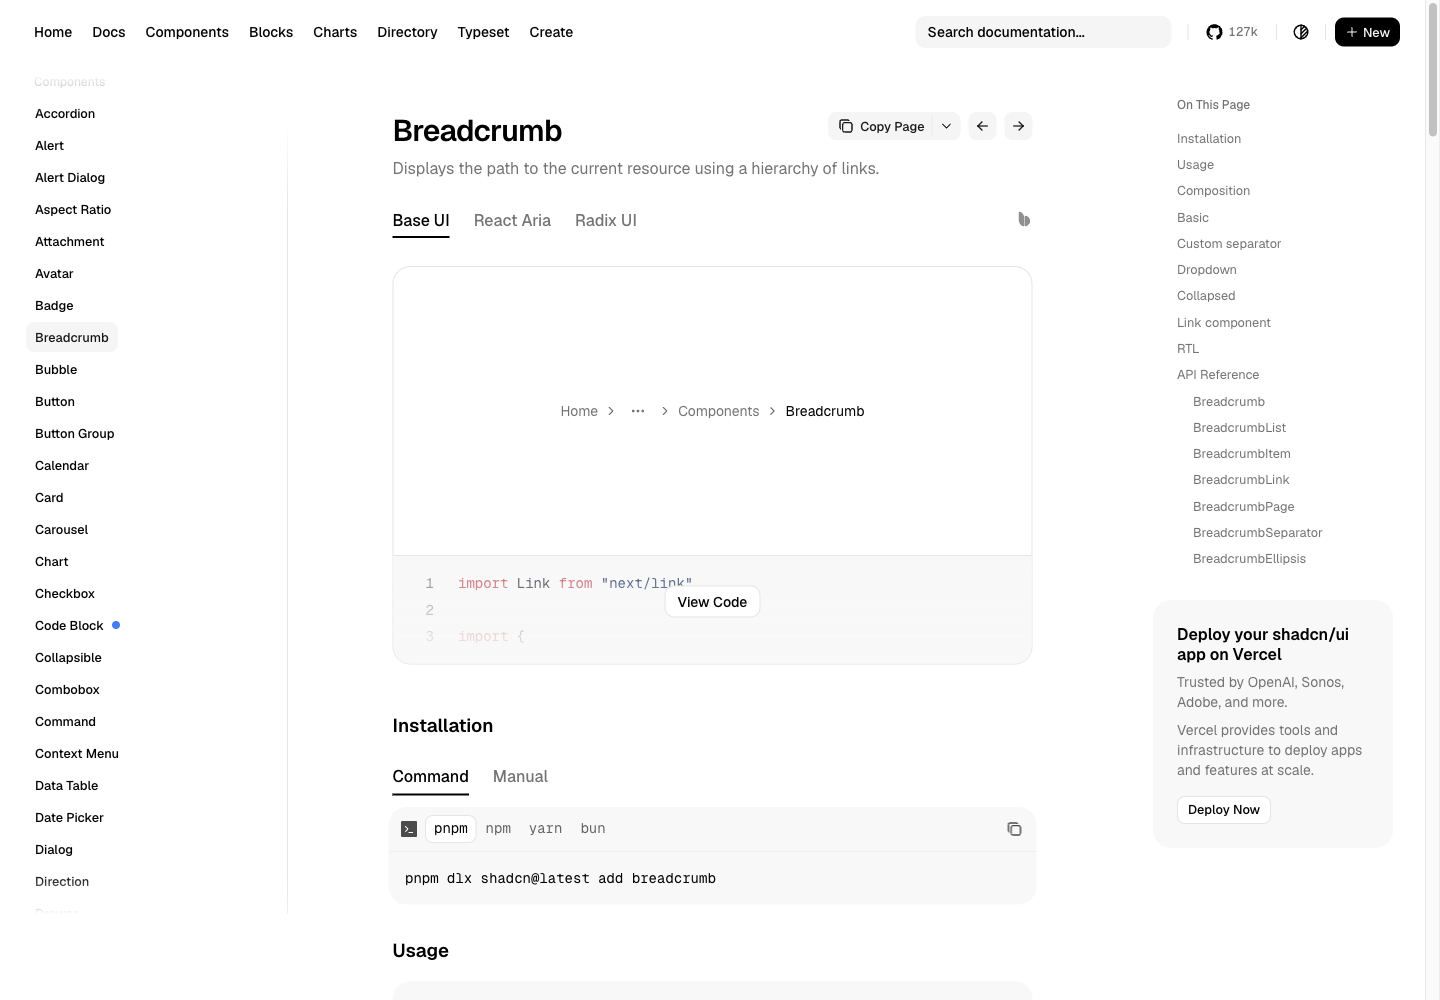 Home Docs Components Blocks Charts Directory Typeset Create
Search documentation...
127k
New
Components
Accordion
Alert
Alert Dialog
Aspect Ratio
Attachment
Avatar
Badge
Breadcrumb
Bubble
Button
Button Group
Calendar
Card
Carousel
Chart
Checkbox
Code Block
Collapsible
Combobox
Command
Context Menu
Data Table
Date Picker
Dialog
Direction
Breadcrumb
Copy Page
Displays the path to the current resource using a hierarchy of links.
Base UI React Aria Radix UI
Home ··· Components Breadcrumb
1 import Link from "next/link"
2
3 import {
View Code
Installation
Command Manual
pnpm npm yarn bun
pnpm dlx shadcn@latest add breadcrumb
Usage
On This Page
Installation
Usage
Composition
Basic
Custom separator
Dropdown
Collapsed
Link component
RTL
API Reference
Breadcrumb
BreadcrumbList
BreadcrumbItem
BreadcrumbLink
BreadcrumbPage
BreadcrumbSeparator
BreadcrumbEllipsis
Deploy your shadcn/ui
app on Vercel
Trusted by OpenAI, Sonos,
Adobe, and more.
Vercel provides tools and
infrastructure to deploy apps
and features at scale.
Deploy Now